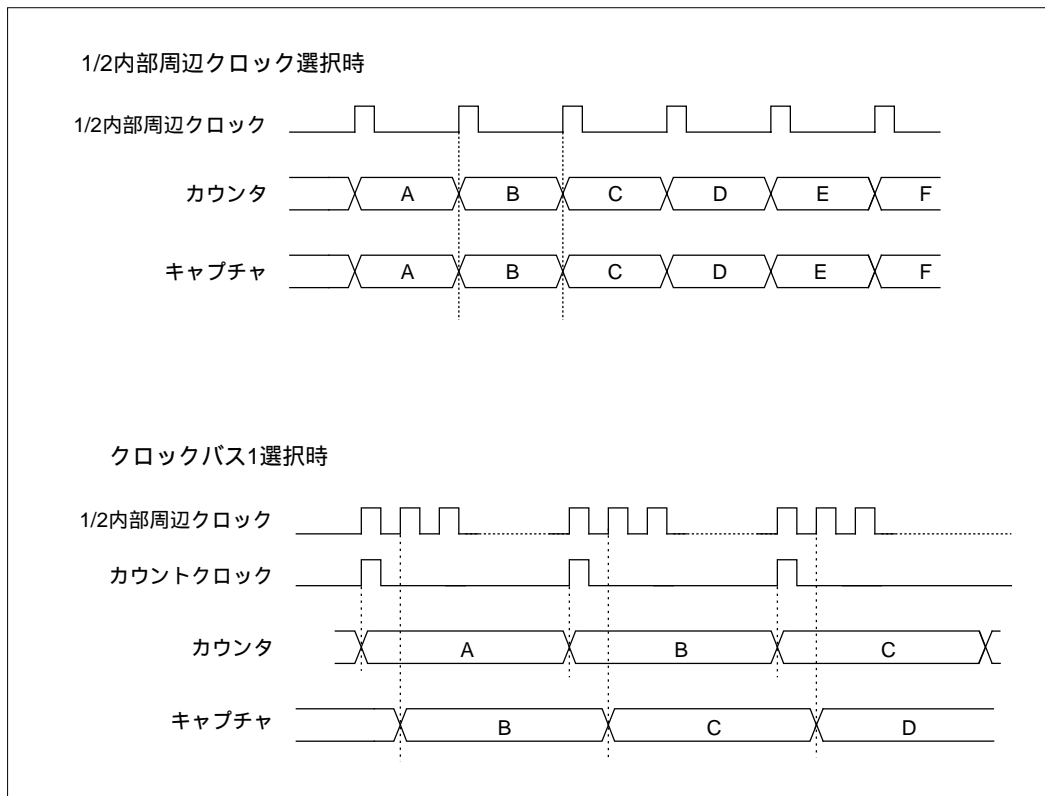 1/2内部周辺クロック選択時
1/2内部周辺クロック
カウンタ A B C D E F
キャプチャ A B C D E F
クロックバス1選択時
1/2内部周辺クロック
カウントクロック
カウンタ A B C
キャプチャ B C D